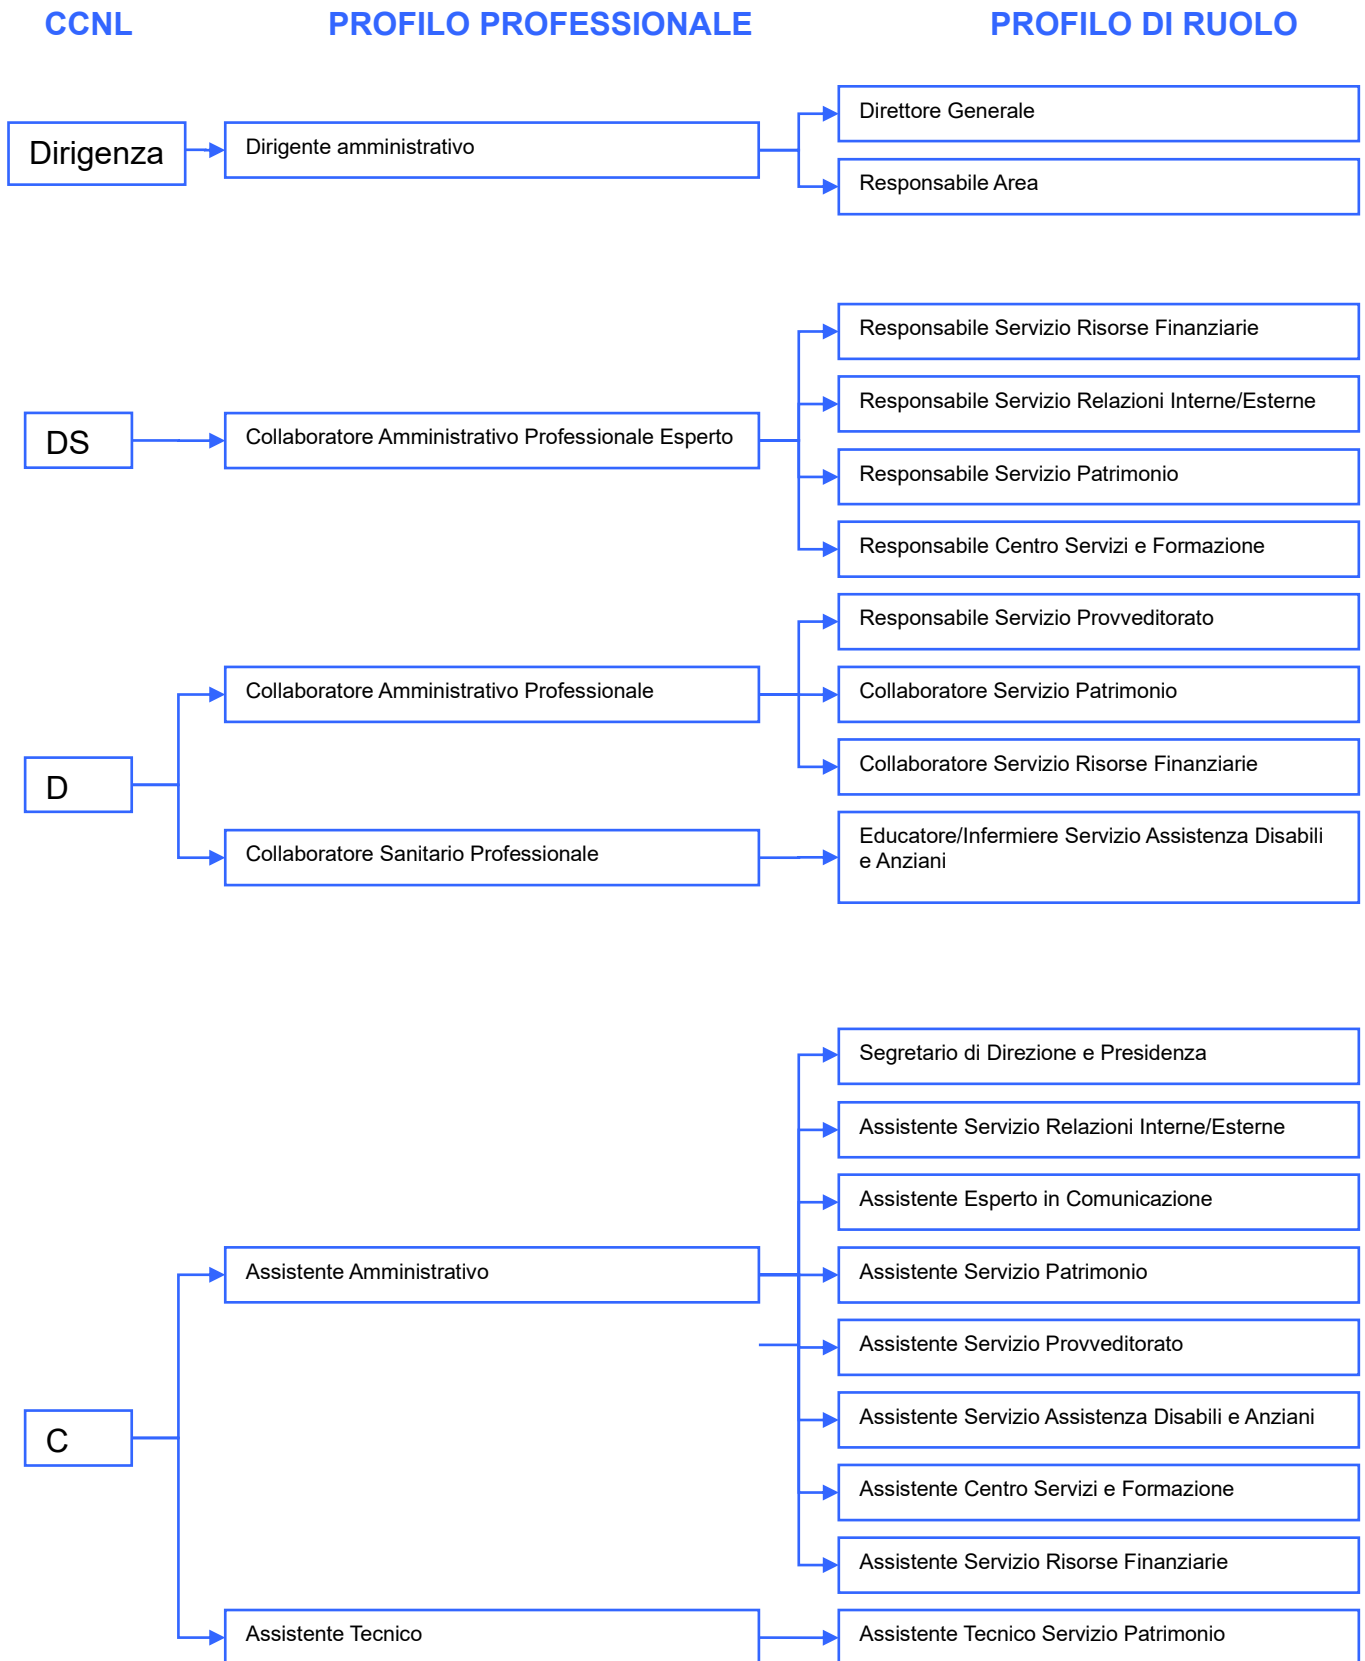 CCNL PROFILO PROFESSIONALE PROFILO DI RUOLO
Direttore Generale
Dirigenza
Dirigente amministrativo
Responsabile Area
Responsabile Servizio Risorse Finanziarie
Responsabile Servizio Relazioni Interne/Esterne
DS
Collaboratore Amministrativo Professionale Esperto
Responsabile Servizio Patrimonio
Responsabile Centro Servizi e Formazione
Responsabile Servizio Provveditorato
Collaboratore Amministrativo Professionale
Collaboratore Servizio Patrimonio
Collaboratore Servizio Risorse Finanziarie
D
Collaboratore Sanitario Professionale
Educatore/Infermiere Servizio Assistenza Disabili
e Anziani
Segretario di Direzione e Presidenza
Assistente Servizio Relazioni Interne/Esterne
Assistente Esperto in Comunicazione
Assistente Amministrativo
Assistente Servizio Patrimonio
Assistente Servizio Provveditorato
Assistente Servizio Assistenza Disabili e Anziani
C
Assistente Centro Servizi e Formazione
Assistente Servizio Risorse Finanziarie
Assistente Tecnico
Assistente Tecnico Servizio Patrimonio